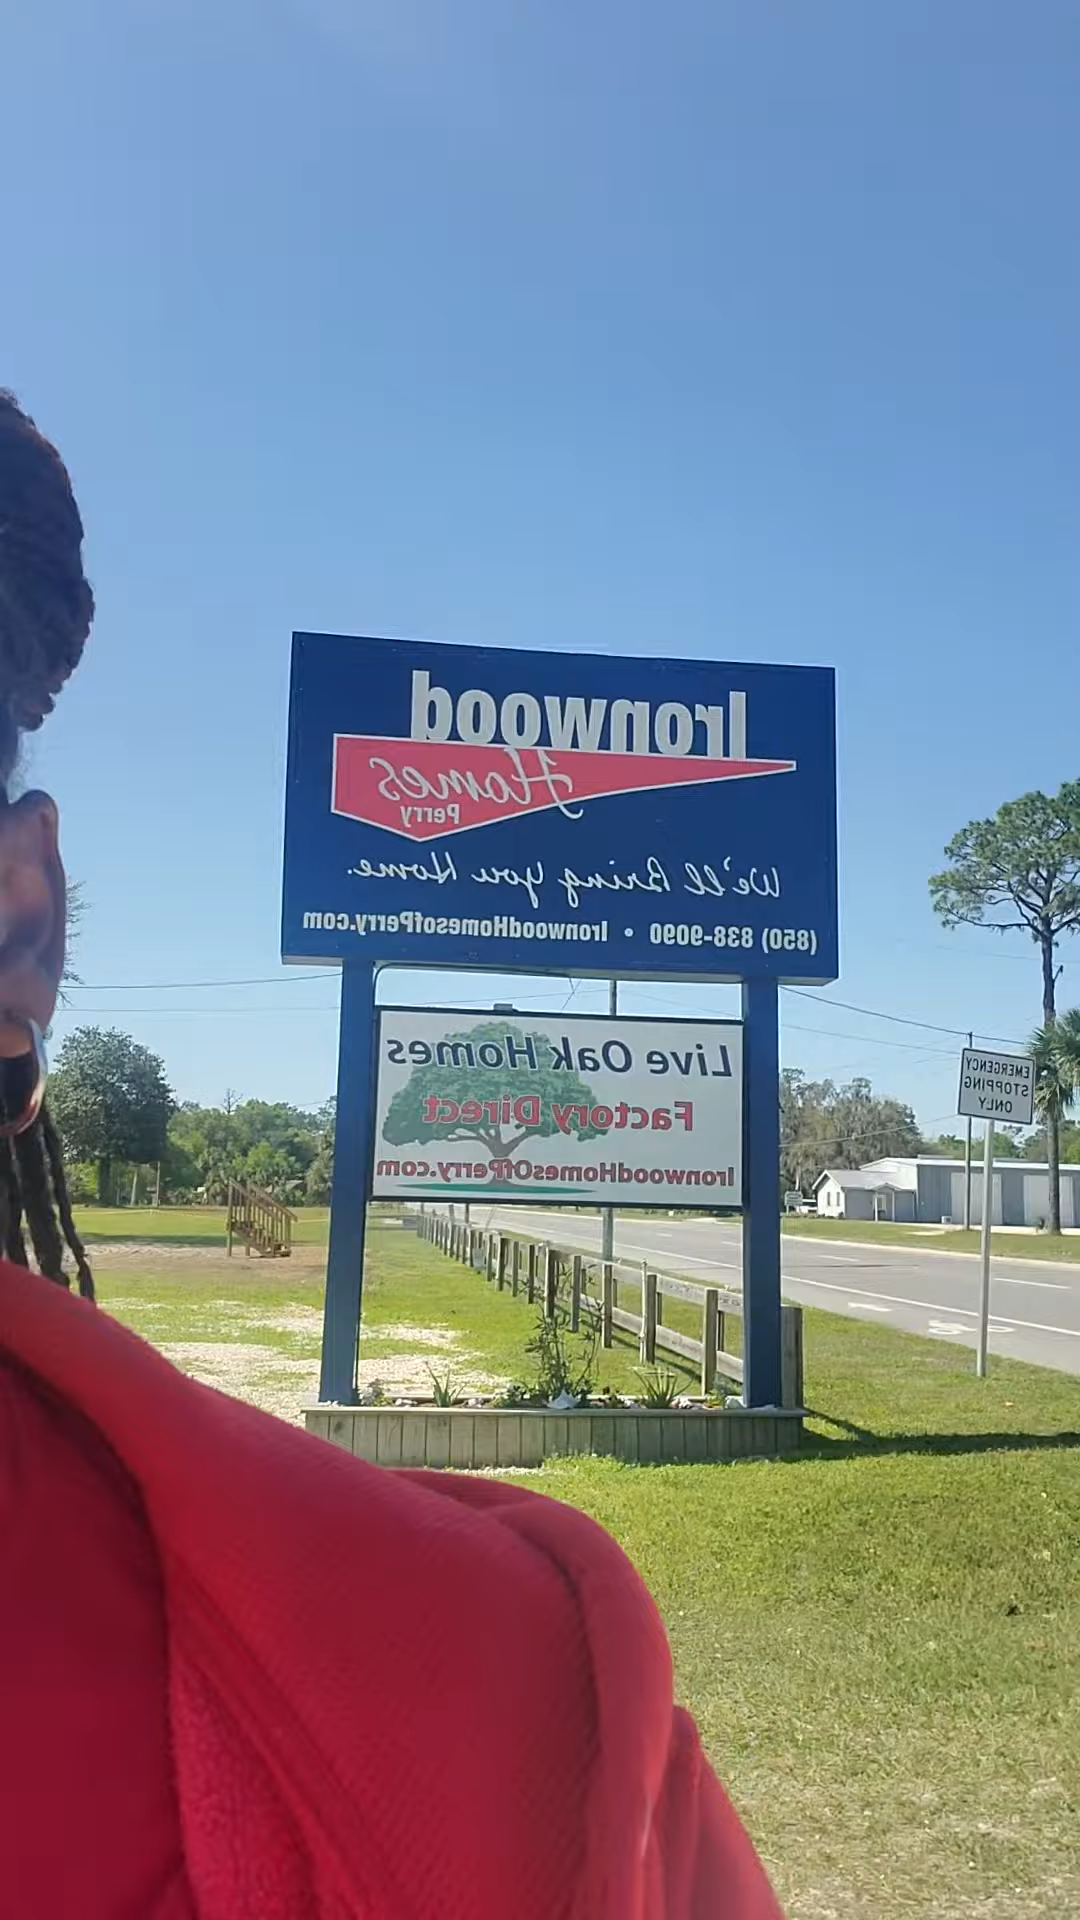 Ironwood
Homes
Perry
We'll Bring you Home.
(850) 838-9090 • IronwoodHomesofPerry.com
Live Oak Homes
Factory Direct
IronwoodHomesOfPerry.com
EMERGENCY
STOPPING
ONLY